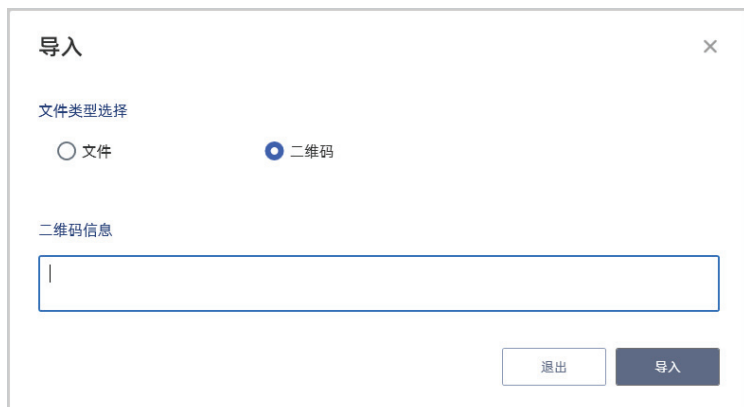 导入
文件类型选择
文件 二维码
二维码信息
退出 导入